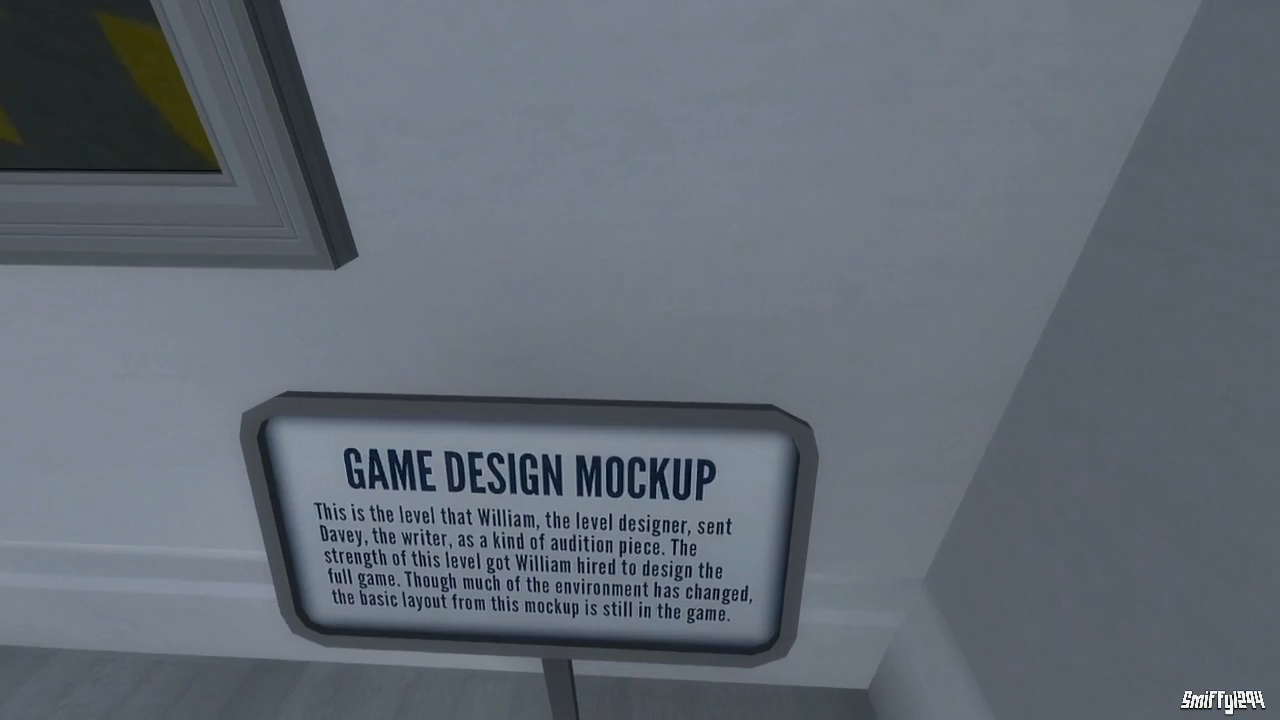 GAME DESIGN MOCKUP
This is the level that William, the level designer, sent
Davey, the writer, as a kind of audition piece. The
strength of this level got William hired to design the
full game. Though much of the environment has changed,
the basic layout from this mockup is still in the game.
Smiffy1294